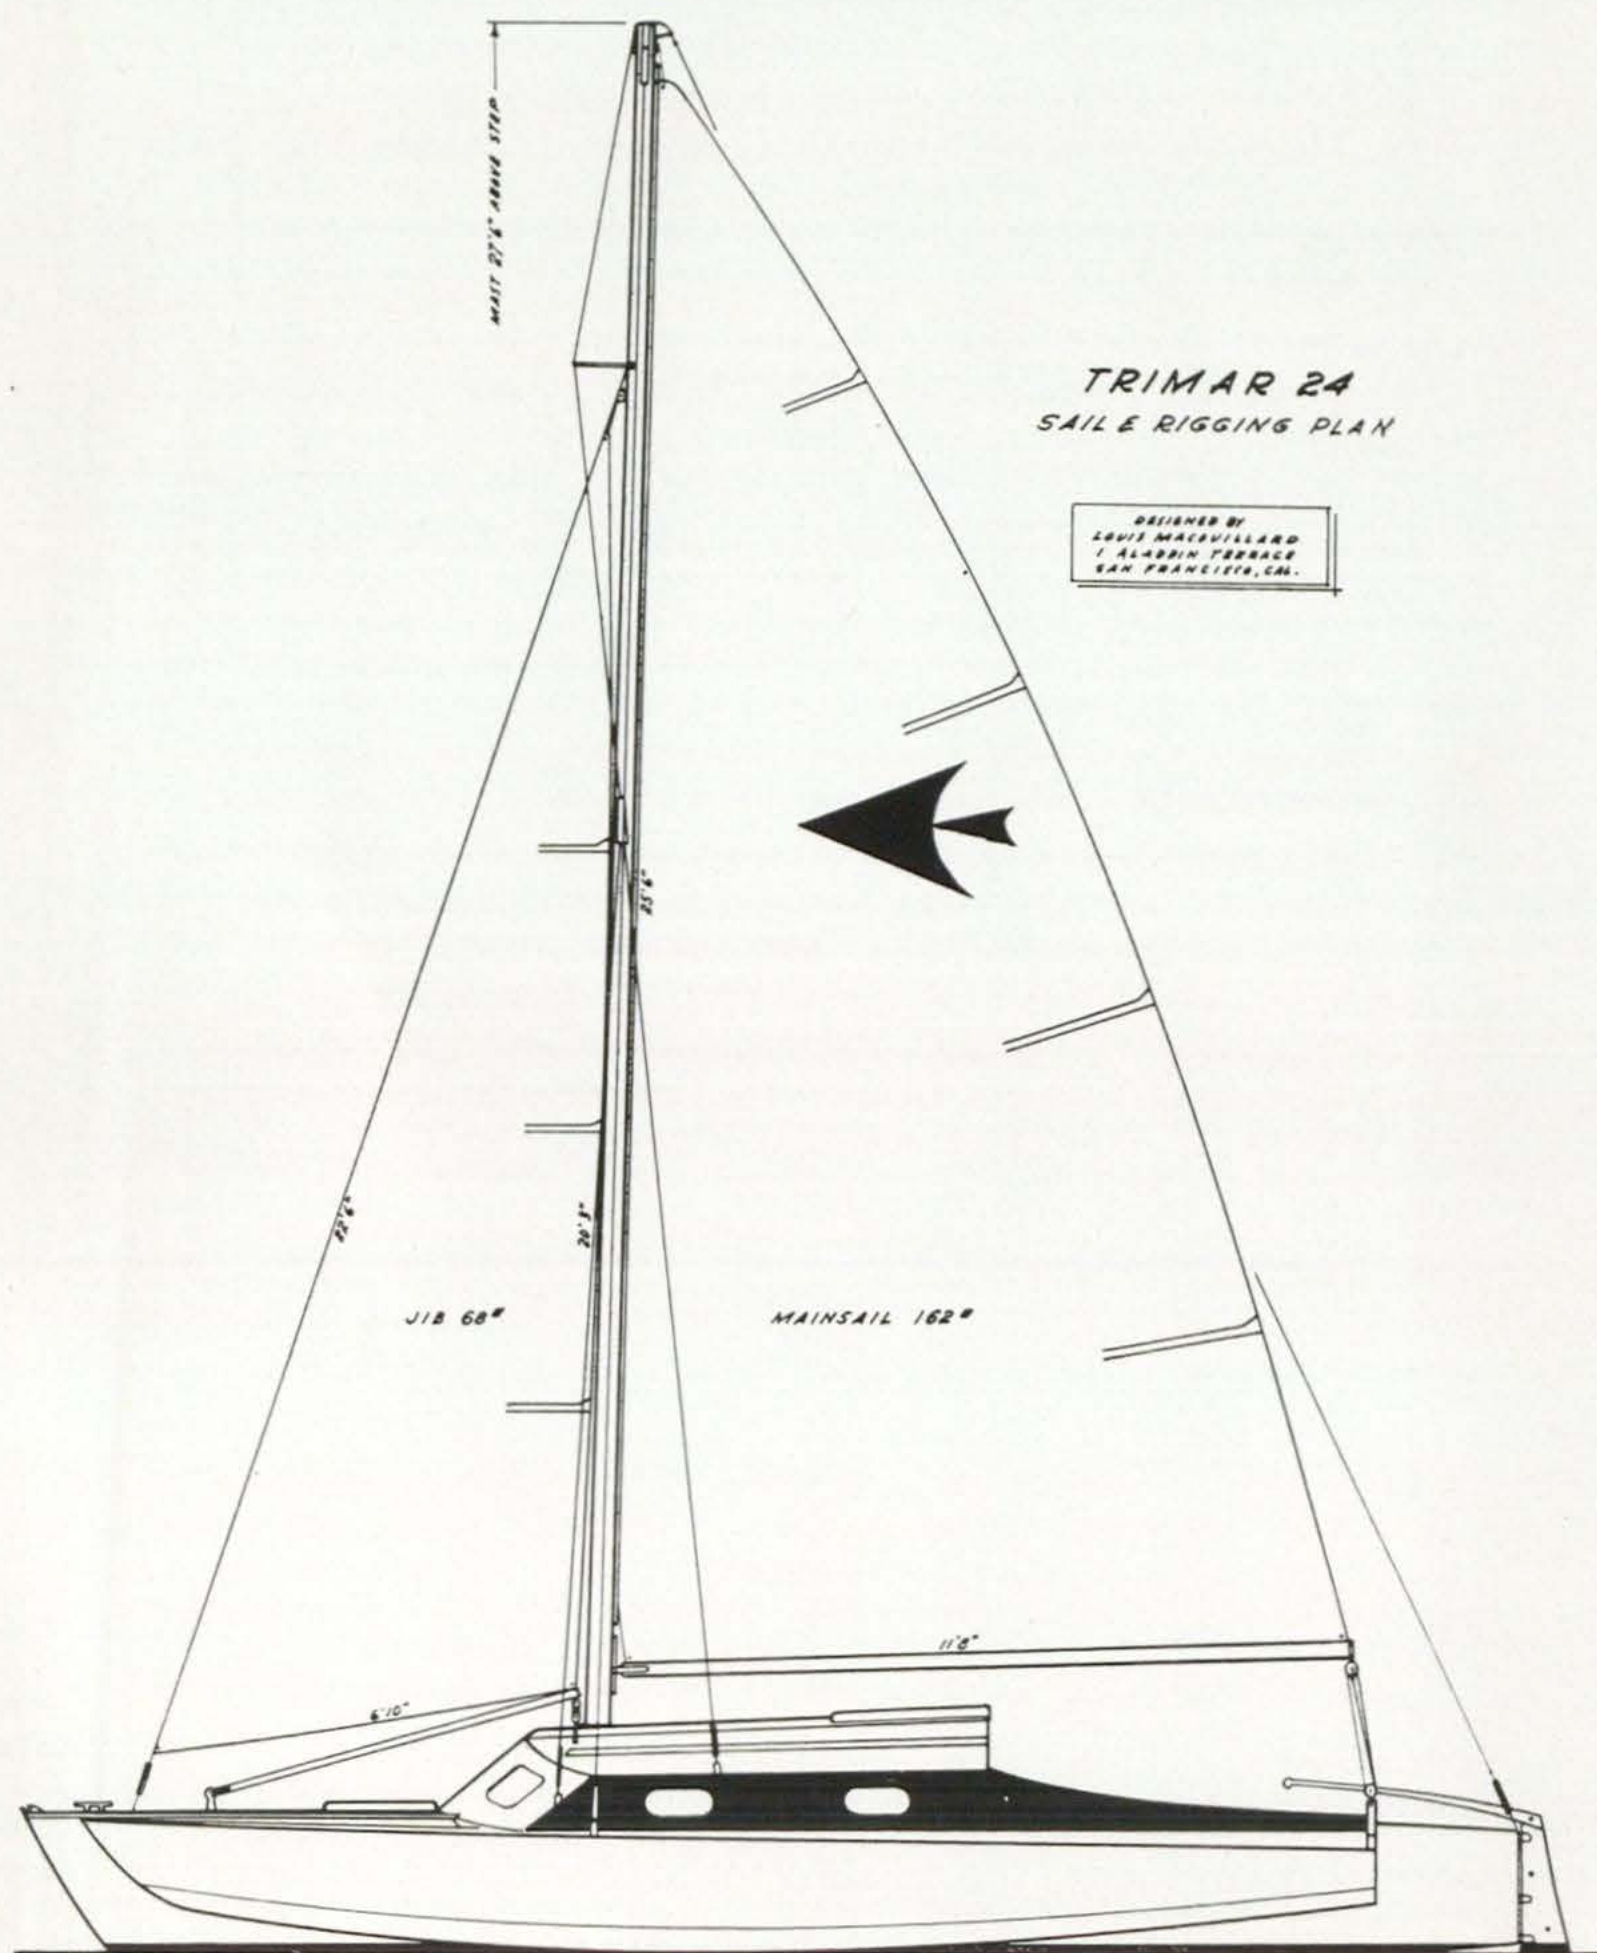 MAST 27'6" ABOVE STEP
TRIMAR 24
SAIL & RIGGING PLAN
DESIGNED BY
LOUIS MACOUILLARD
1 ALADDIN TERRACE
SAN FRANCISCO, CAL.
25'6"
22'6"
20'3"
JIB 68#
MAINSAIL 162#
11'8"
6'10"